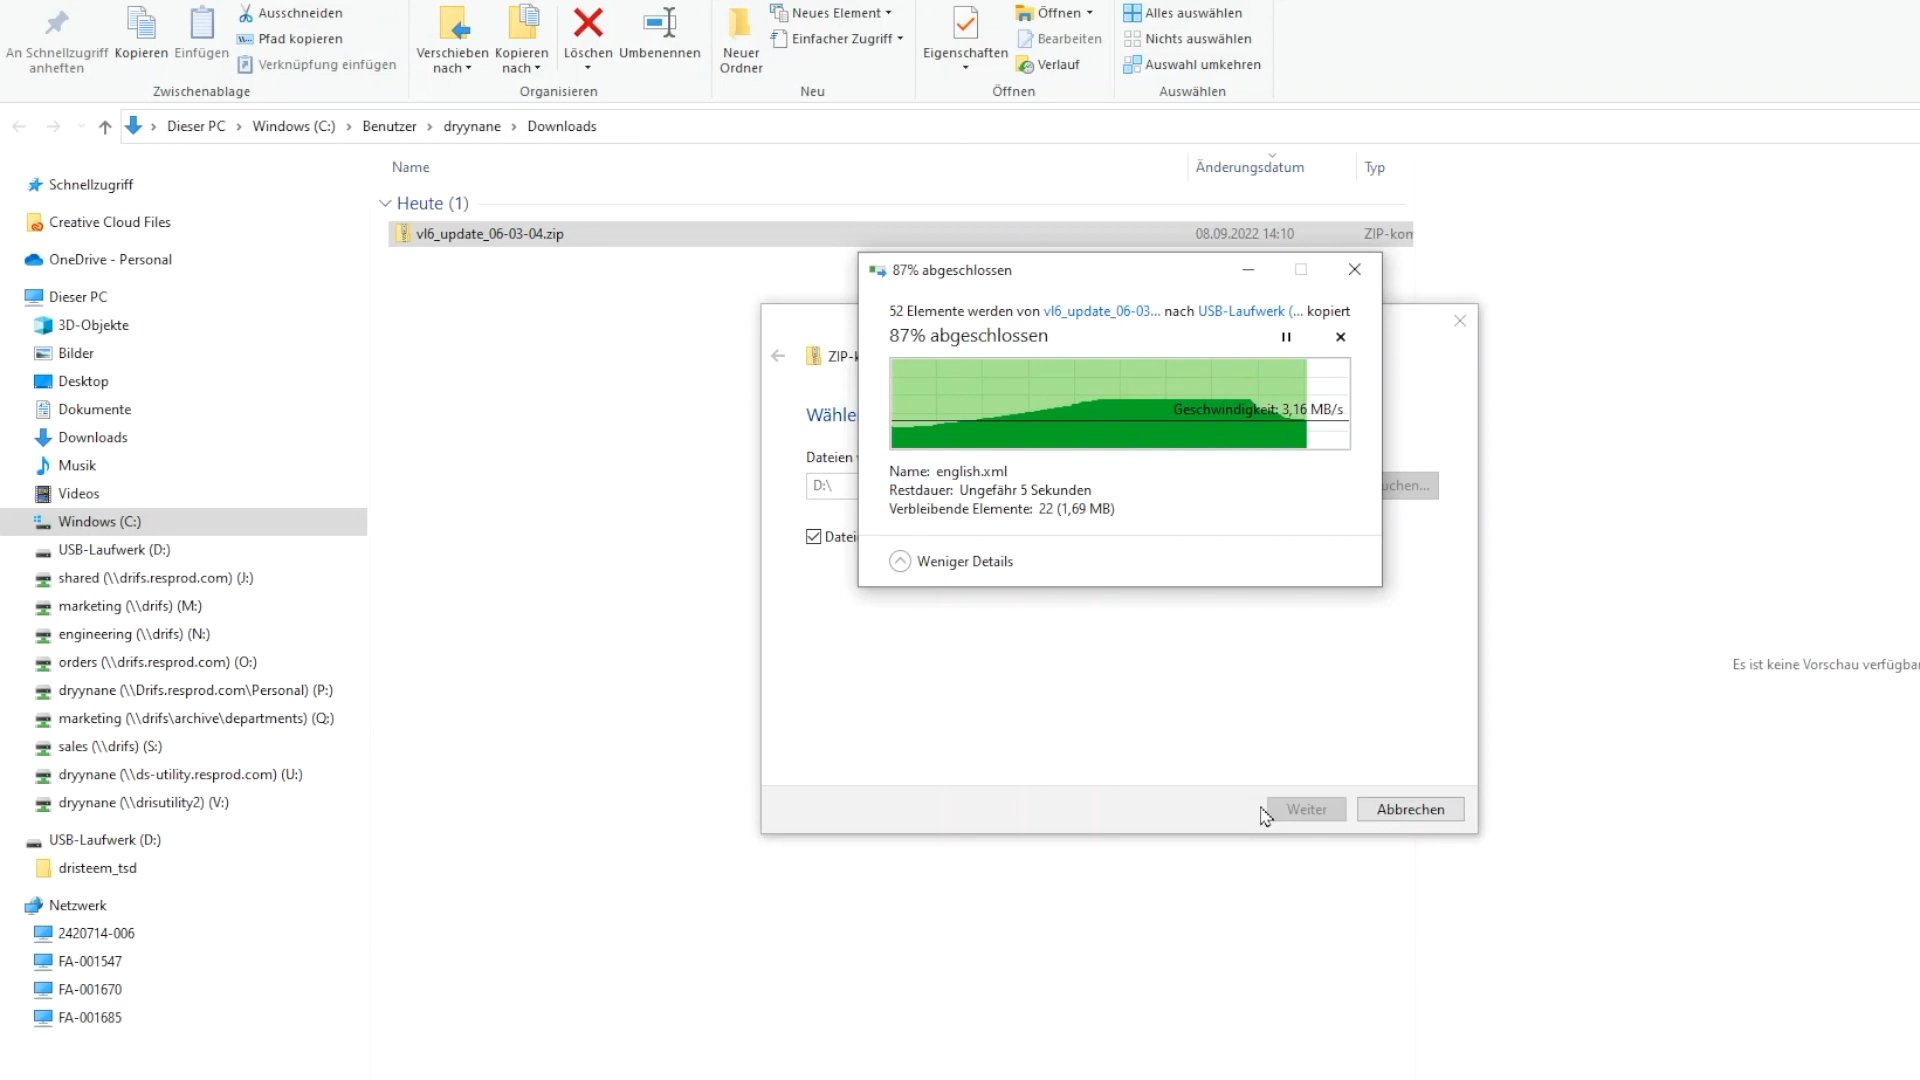 An Schnellzugriff
anheften
Kopieren
Einfügen
Ausschneiden
Pfad kopieren
Verknüpfung einfügen
Zwischenablage
Verschieben
nach
Kopieren
nach
Löschen
Umbenennen
Organisieren
Neuer
Ordner
Neues Element
Einfacher Zugriff
Neu
Eigenschaften
Öffnen
Bearbeiten
Verlauf
Öffnen
Alles auswählen
Nichts auswählen
Auswahl umkehren
Auswählen
Dieser PC › Windows (C:) › Benutzer › dryynane › Downloads
Name
Änderungsdatum
Typ
Heute (1)
vl6_update_06-03-04.zip
08.09.2022 14:10
ZIP-kom
Schnellzugriff
Creative Cloud Files
OneDrive - Personal
Dieser PC
3D-Objekte
Bilder
Desktop
Dokumente
Downloads
Musik
Videos
Windows (C:)
USB-Laufwerk (D:)
shared (\\drifs.resprod.com) (J:)
marketing (\\drifs) (M:)
engineering (\\drifs) (N:)
orders (\\drifs.resprod.com) (O:)
dryynane (\\Drifs.resprod.com\Personal) (P:)
marketing (\\drifs\archive\departments) (Q:)
sales (\\drifs) (S:)
dryynane (\\ds-utility.resprod.com) (U:)
dryynane (\\drisutility2) (V:)
USB-Laufwerk (D:)
dristeem_tsd
Netzwerk
2420714-006
FA-001547
FA-001670
FA-001685
87% abgeschlossen
52 Elemente werden von vl6_update_06-03... nach USB-Laufwerk (... kopiert
87% abgeschlossen
Geschwindigkeit: 3,16 MB/s
Name: english.xml
Restdauer: Ungefähr 5 Sekunden
Verbleibende Elemente: 22 (1,69 MB)
Weniger Details
ZIP-k
Wähle
Dateien
D:\
uchen...
Datei
Weiter
Abbrechen
Es ist keine Vorschau verfügbar